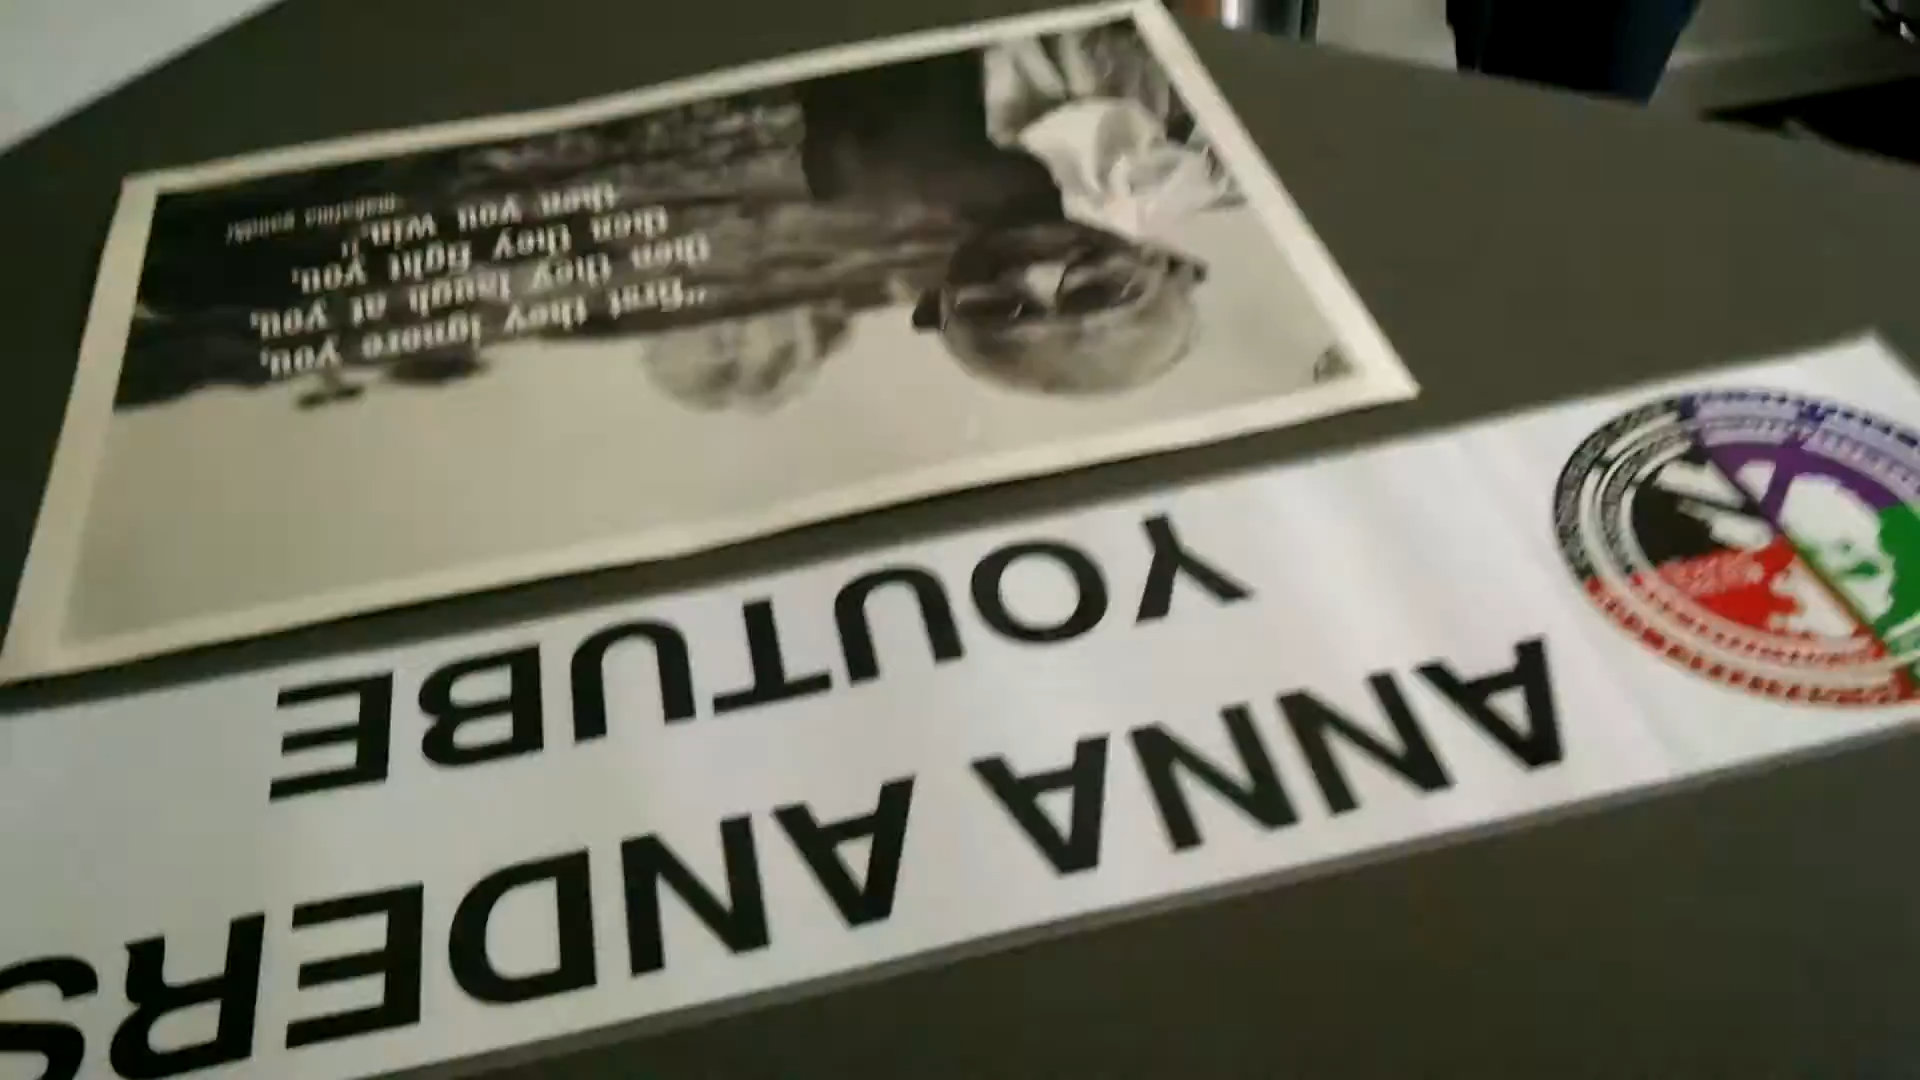 "first they ignore you,
then they laugh at you,
then they fight you,
then you win."
mahatma gandhi
ANNA ANDERS
YOUTUBE